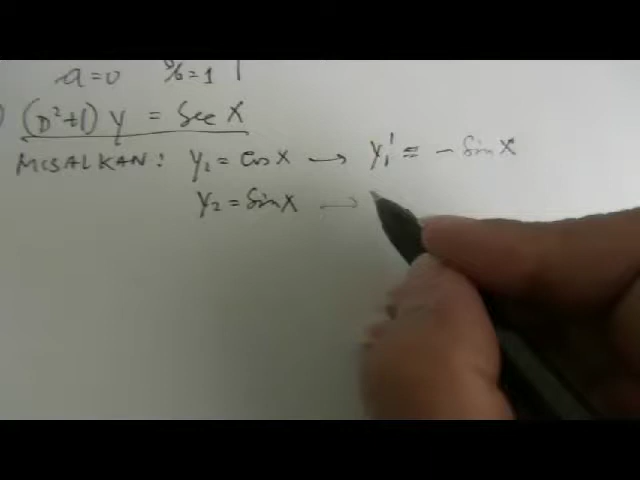 a=0 b=1
) (D²+1) y = Sec X
MISALKAN: y₁ = Cos X → y₁' = - Sin X
y₂ = Sin X →